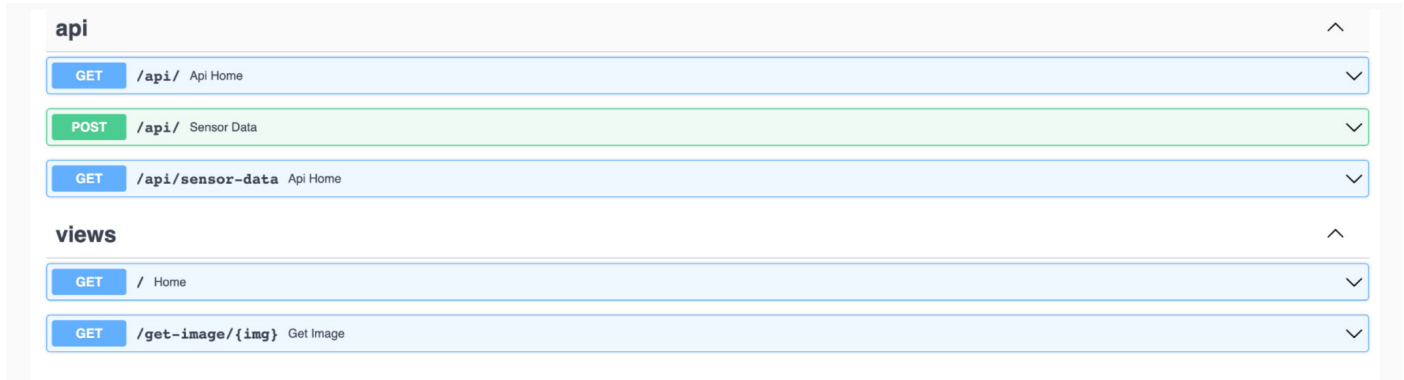 api
GET /api/ Api Home
POST /api/ Sensor Data
GET /api/sensor-data Api Home
views
GET / Home
GET /get-image/{img} Get Image